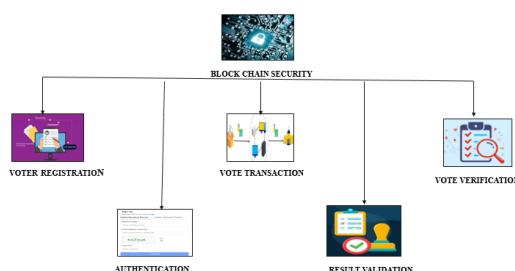 BLOCK CHAIN SECURITY
VOTER REGISTRATION
VOTE TRANSACTION
VOTE VERIFICATION
AUTHENTICATION
RESULT VALIDATION